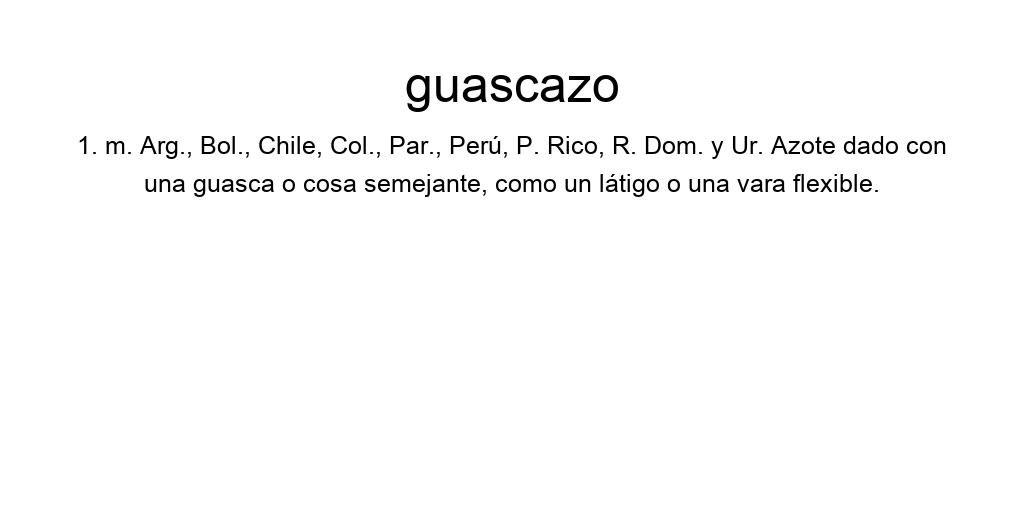 guascazo
1. m. Arg., Bol., Chile, Col., Par., Perú, P. Rico, R. Dom. y Ur. Azote dado con
una guasca o cosa semejante, como un látigo o una vara flexible.